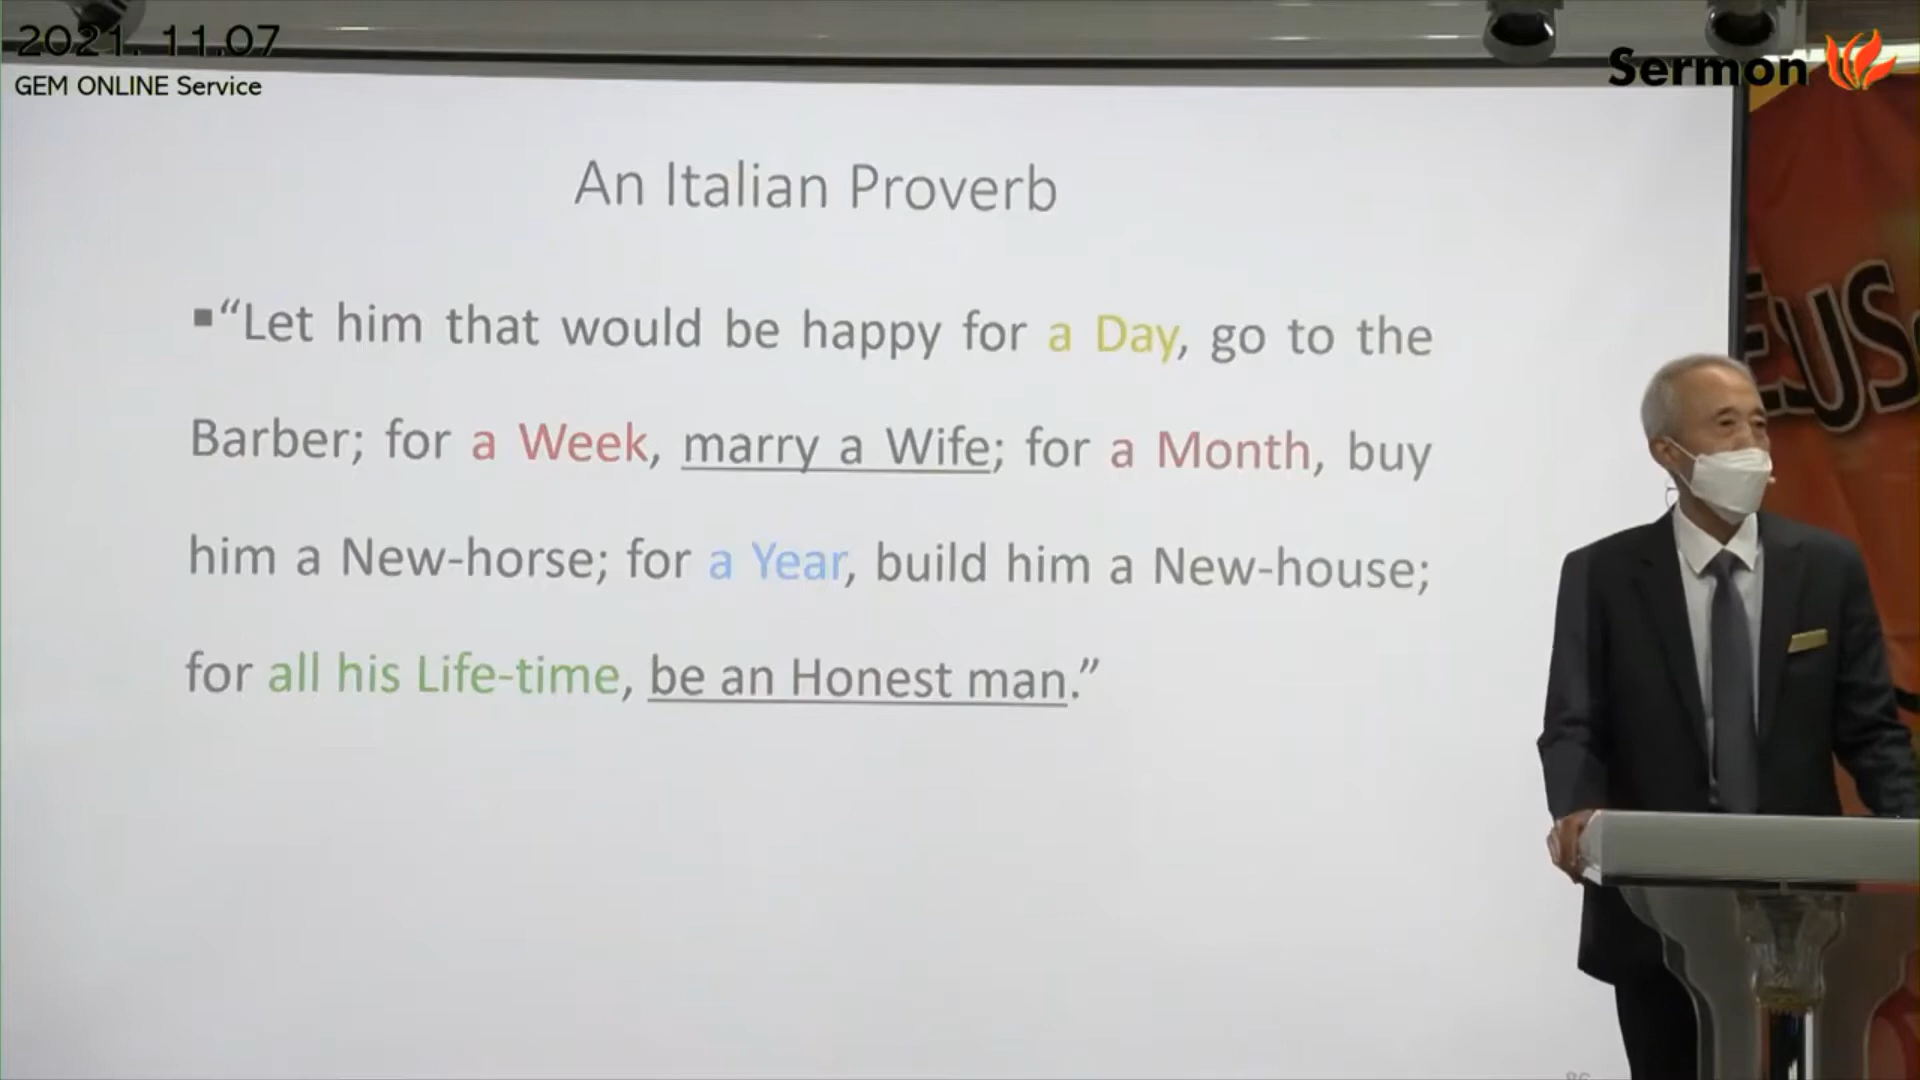 2021. 11.07
GEM ONLINE Service
Sermon
An Italian Proverb
▪“Let him that would be happy for a Day, go to the
Barber; for a Week, marry a Wife; for a Month, buy
him a New-horse; for a Year, build him a New-house;
for all his Life-time, be an Honest man.”